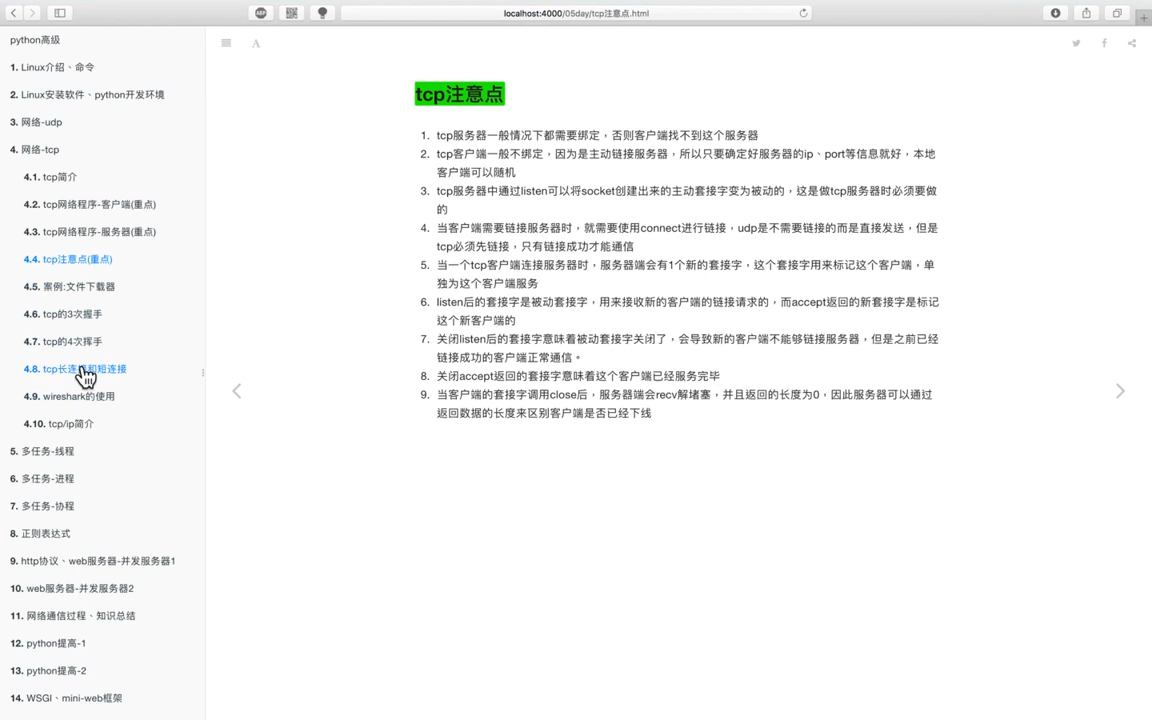 localhost:4000/05day/tcp注意点.html
python高级
1. Linux介绍、命令
2. Linux安装软件、python开发环境
3. 网络-udp
4. 网络-tcp
4.1. tcp简介
4.2. tcp网络程序-客户端(重点)
4.3. tcp网络程序-服务器(重点)
4.4. tcp注意点(重点)
4.5. 案例:文件下载器
4.6. tcp的3次握手
4.7. tcp的4次挥手
4.8. tcp长连接和短连接
4.9. wireshark的使用
4.10. tcp/ip简介
5. 多任务-线程
6. 多任务-进程
7. 多任务-协程
8. 正则表达式
9. http协议、web服务器-并发服务器1
10. web服务器-并发服务器2
11. 网络通信过程、知识总结
12. python提高-1
13. python提高-2
14. WSGI、mini-web框架
A
tcp注意点
1. tcp服务器一般情况下都需要绑定，否则客户端找不到这个服务器
2. tcp客户端一般不绑定，因为是主动链接服务器，所以只要确定好服务器的ip、port等信息就好，本地
客户端可以随机
3. tcp服务器中通过listen可以将socket创建出来的主动套接字变为被动的，这是做tcp服务器时必须要做
的
4. 当客户端需要链接服务器时，就需要使用connect进行链接，udp是不需要链接的而是直接发送，但是
tcp必须先链接，只有链接成功才能通信
5. 当一个tcp客户端连接服务器时，服务器端会有1个新的套接字，这个套接字用来标记这个客户端，单
独为这个客户端服务
6. listen后的套接字是被动套接字，用来接收新的客户端的链接请求的，而accept返回的新套接字是标记
这个新客户端的
7. 关闭listen后的套接字意味着被动套接字关闭了，会导致新的客户端不能够链接服务器，但是之前已经
链接成功的客户端正常通信。
8. 关闭accept返回的套接字意味着这个客户端已经服务完毕
9. 当客户端的套接字调用close后，服务器端会recv解堵塞，并且返回的长度为0，因此服务器可以通过
返回数据的长度来区别客户端是否已经下线